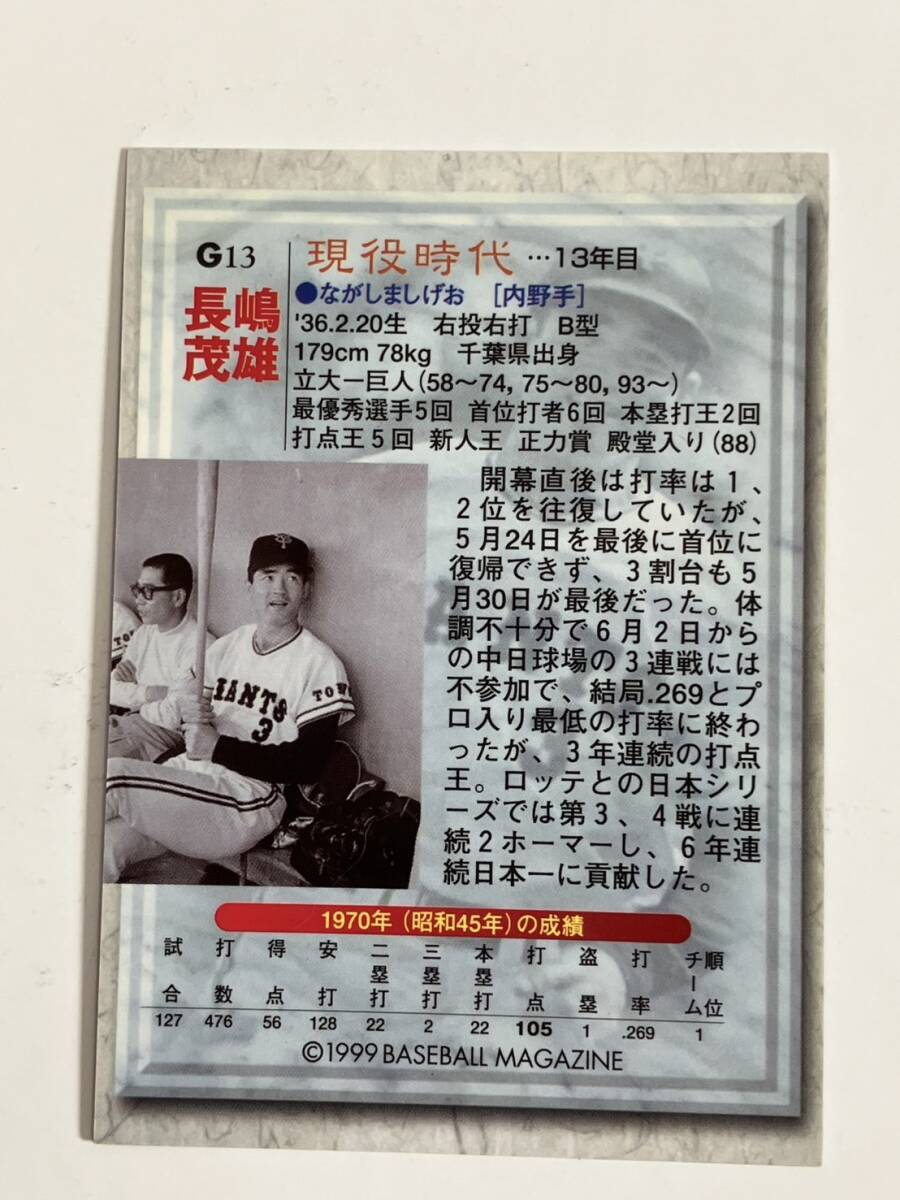 G13
長嶋
茂雄
現役時代 …13年目
●ながしましげお [内野手]
'36.2.20生 右投右打 B型
179cm 78kg 千葉県出身
立大ー巨人(58〜74, 75〜80, 93〜)
最優秀選手5回 首位打者6回 本塁打王2回
打点王5回 新人王 正力賞 殿堂入り(88)
開幕直後は打率は1、
2位を往復していたが、
5月24日を最後に首位に
復帰できず、3割台も5
月30日が最後だった。体
調不十分で6月2日から
の中日球場の3連戦には
不参加で、結局.269とプ
ロ入り最低の打率に終わ
ったが、3年連続の打点
王。ロッテとの日本シリ
ーズでは第3、4戦に連
続2ホーマーし、6年連
続日本一に貢献した。
GIANTS
3
1970年(昭和45年)の成績
試合 打数 得点 安打 二塁打 三塁打 本塁打 打点 盗塁 打率 チーム順位
127 476 56 128 22 2 22 105 1 .269 1
©1999 BASEBALL MAGAZINE